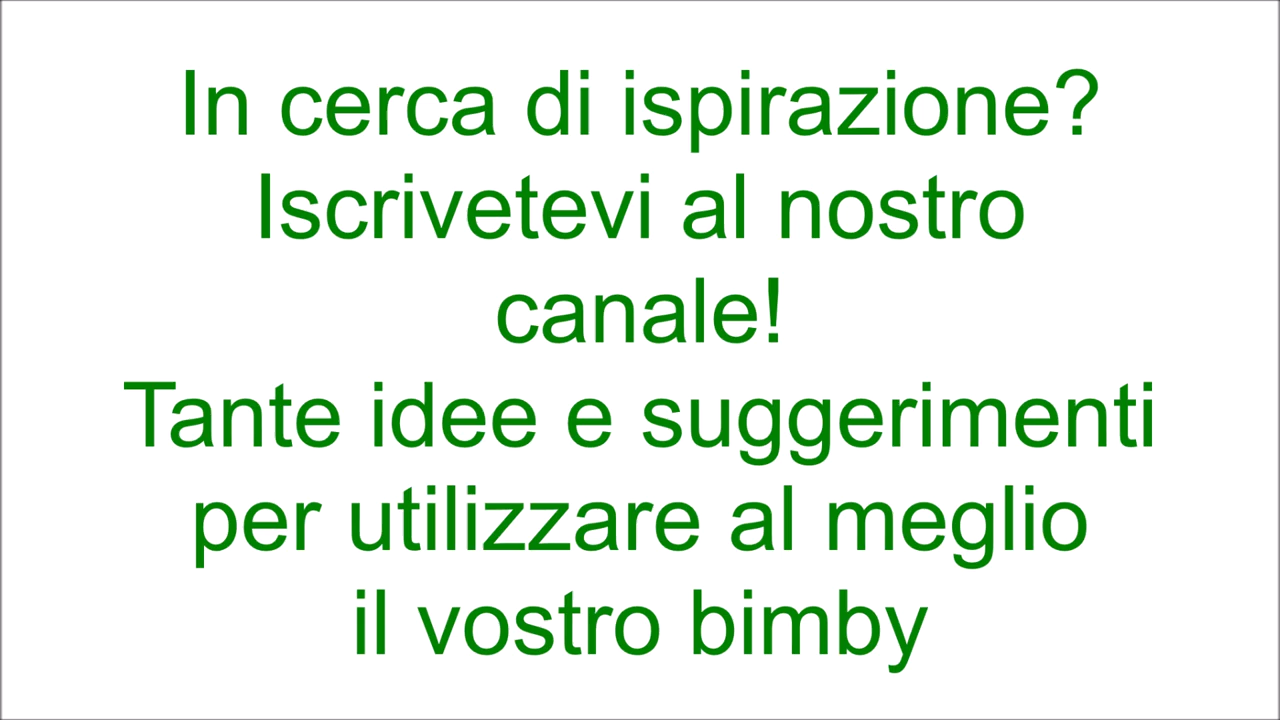 In cerca di ispirazione?
Iscrivetevi al nostro
canale!
Tante idee e suggerimenti
per utilizzare al meglio
il vostro bimby